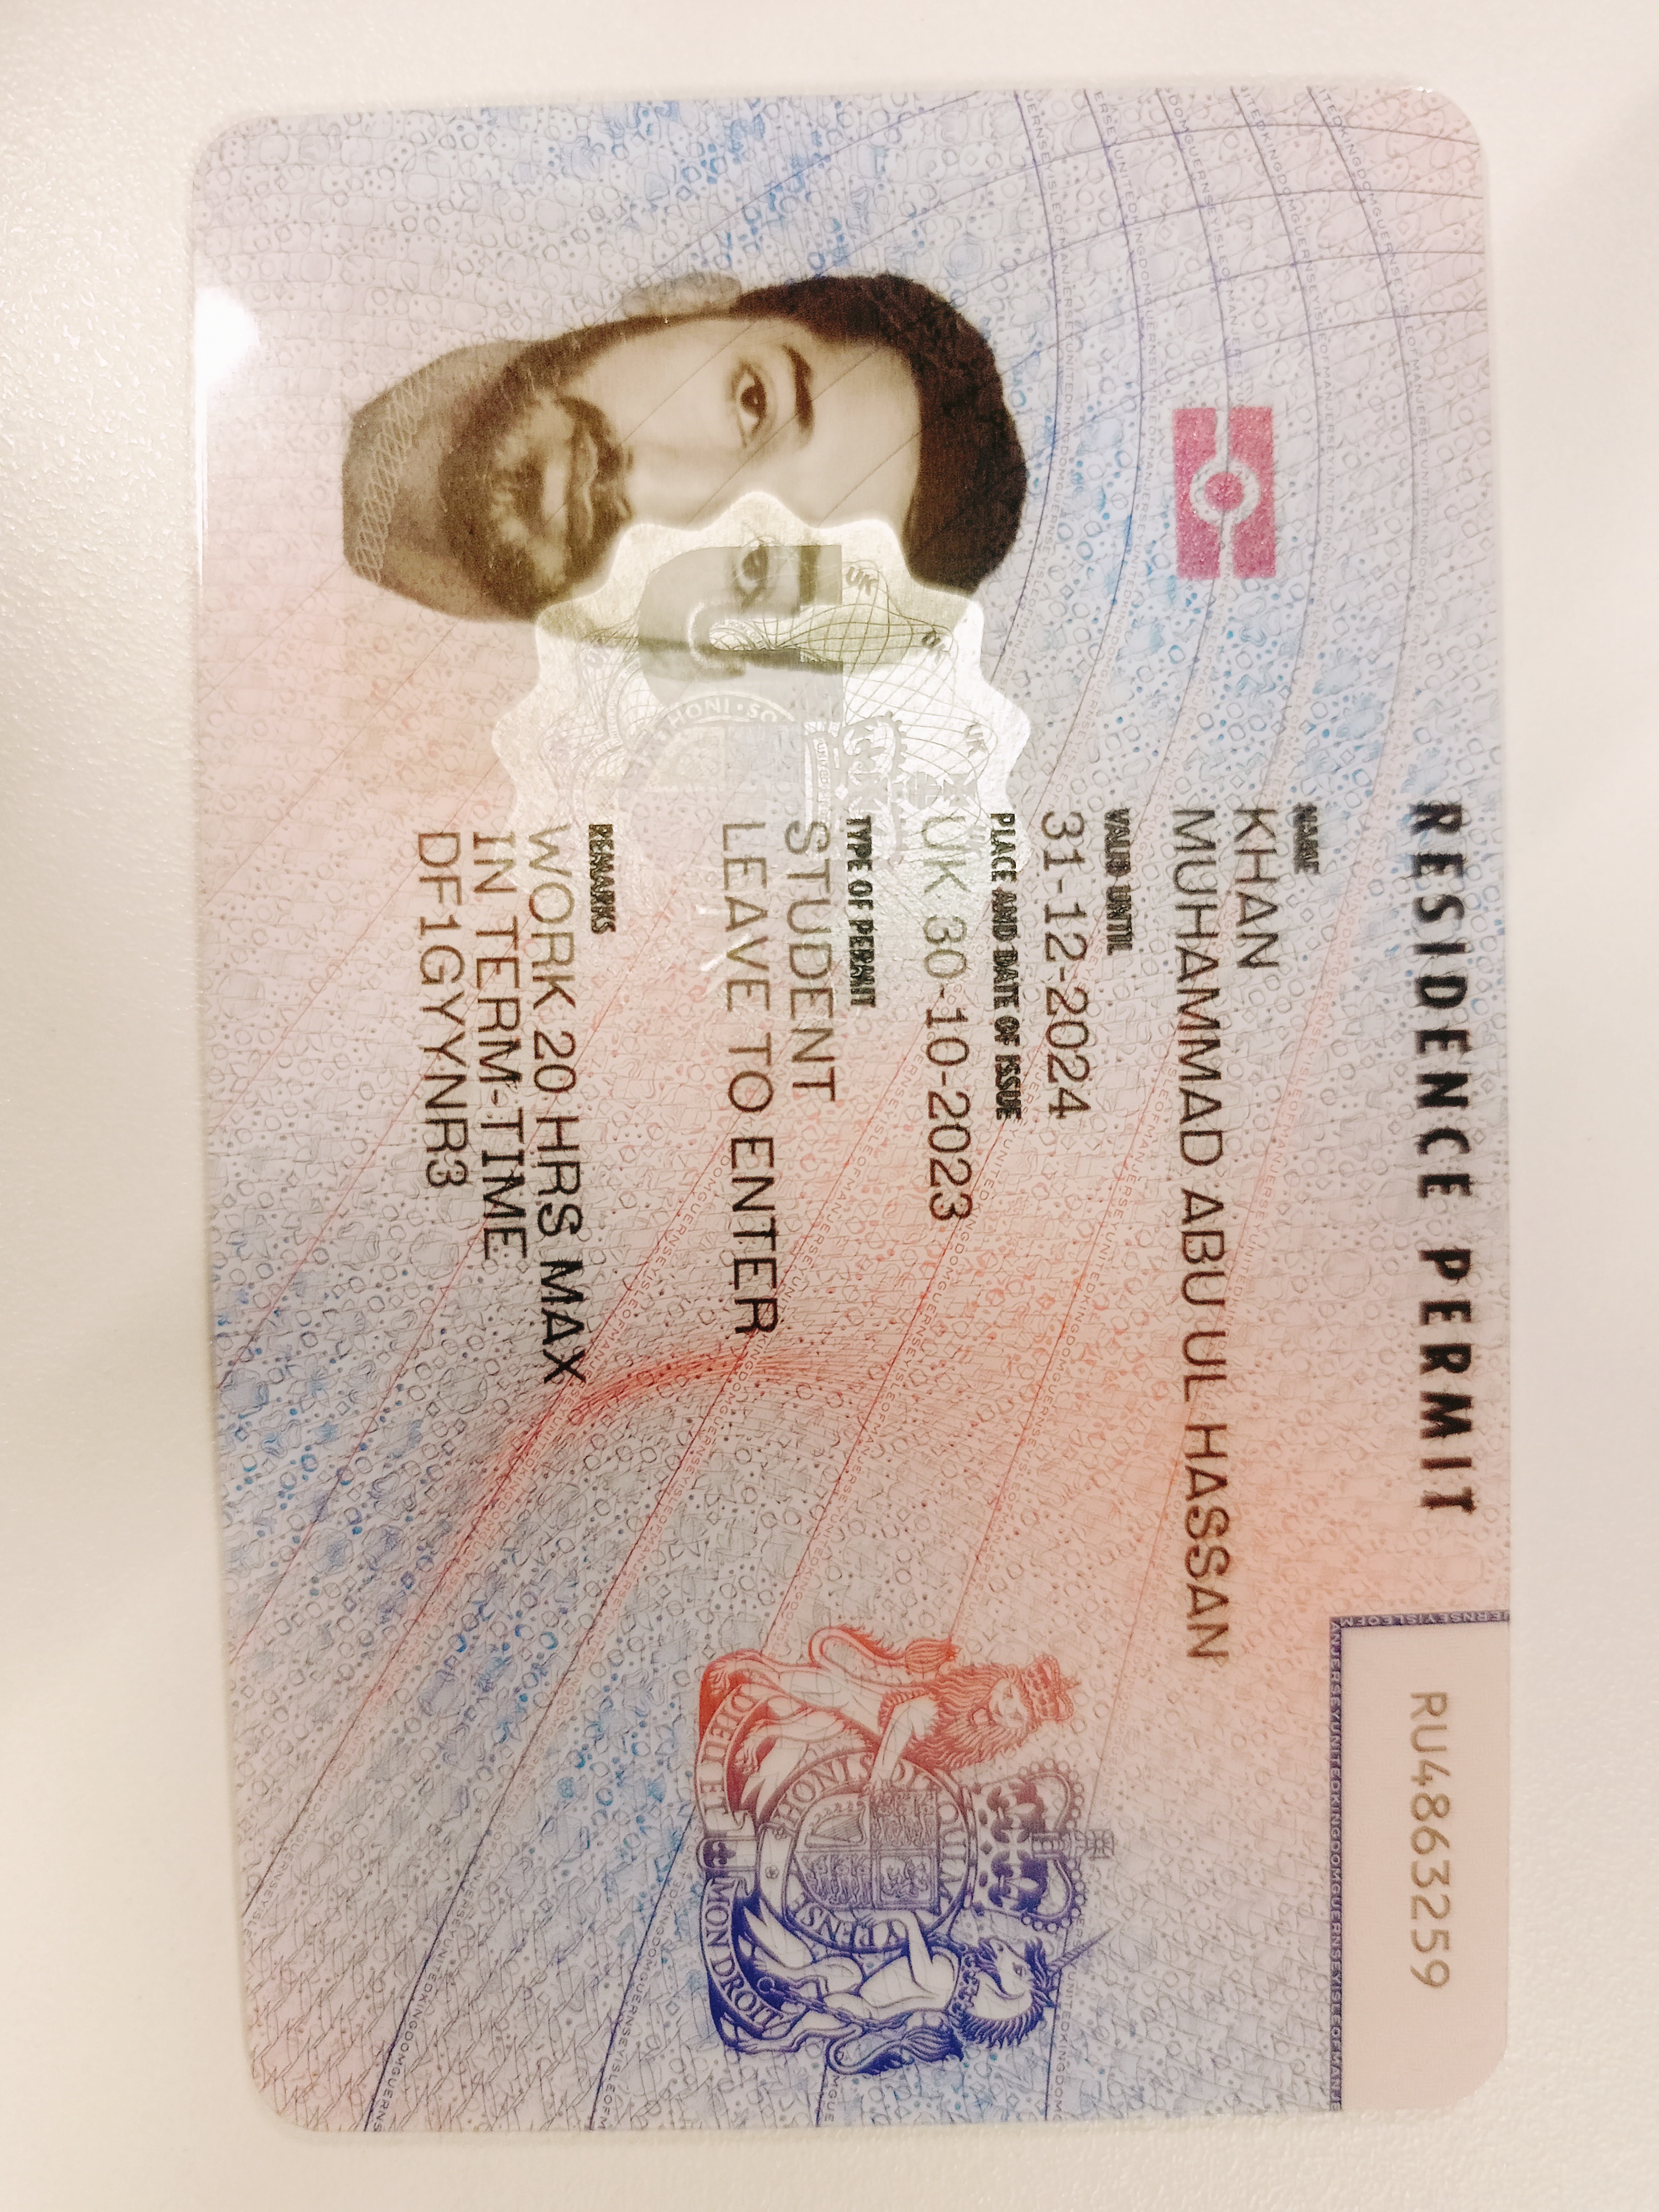 RESIDENCE PERMIT
RU4863259
NAME
KHAN
MUHAMMAD ABU UL HASSAN
VALID UNTIL
31-12-2024
PLACE AND DATE OF ISSUE
UK 30-10-2023
TYPE OF PERMIT
STUDENT
LEAVE TO ENTER
REMARKS
WORK 20 HRS MAX
IN TERM-TIME
DF1GYYNR3
DIEU ET MON DROIT